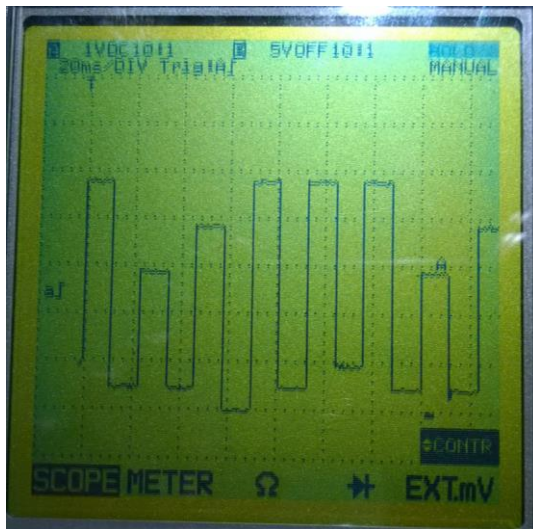 A 1VDC10:1 B 5VOFF10:1 HOLD
20ms/DIV Trig:A∫ MANUAL
A
CONTR
SCOPE METER Ω EXT.mV